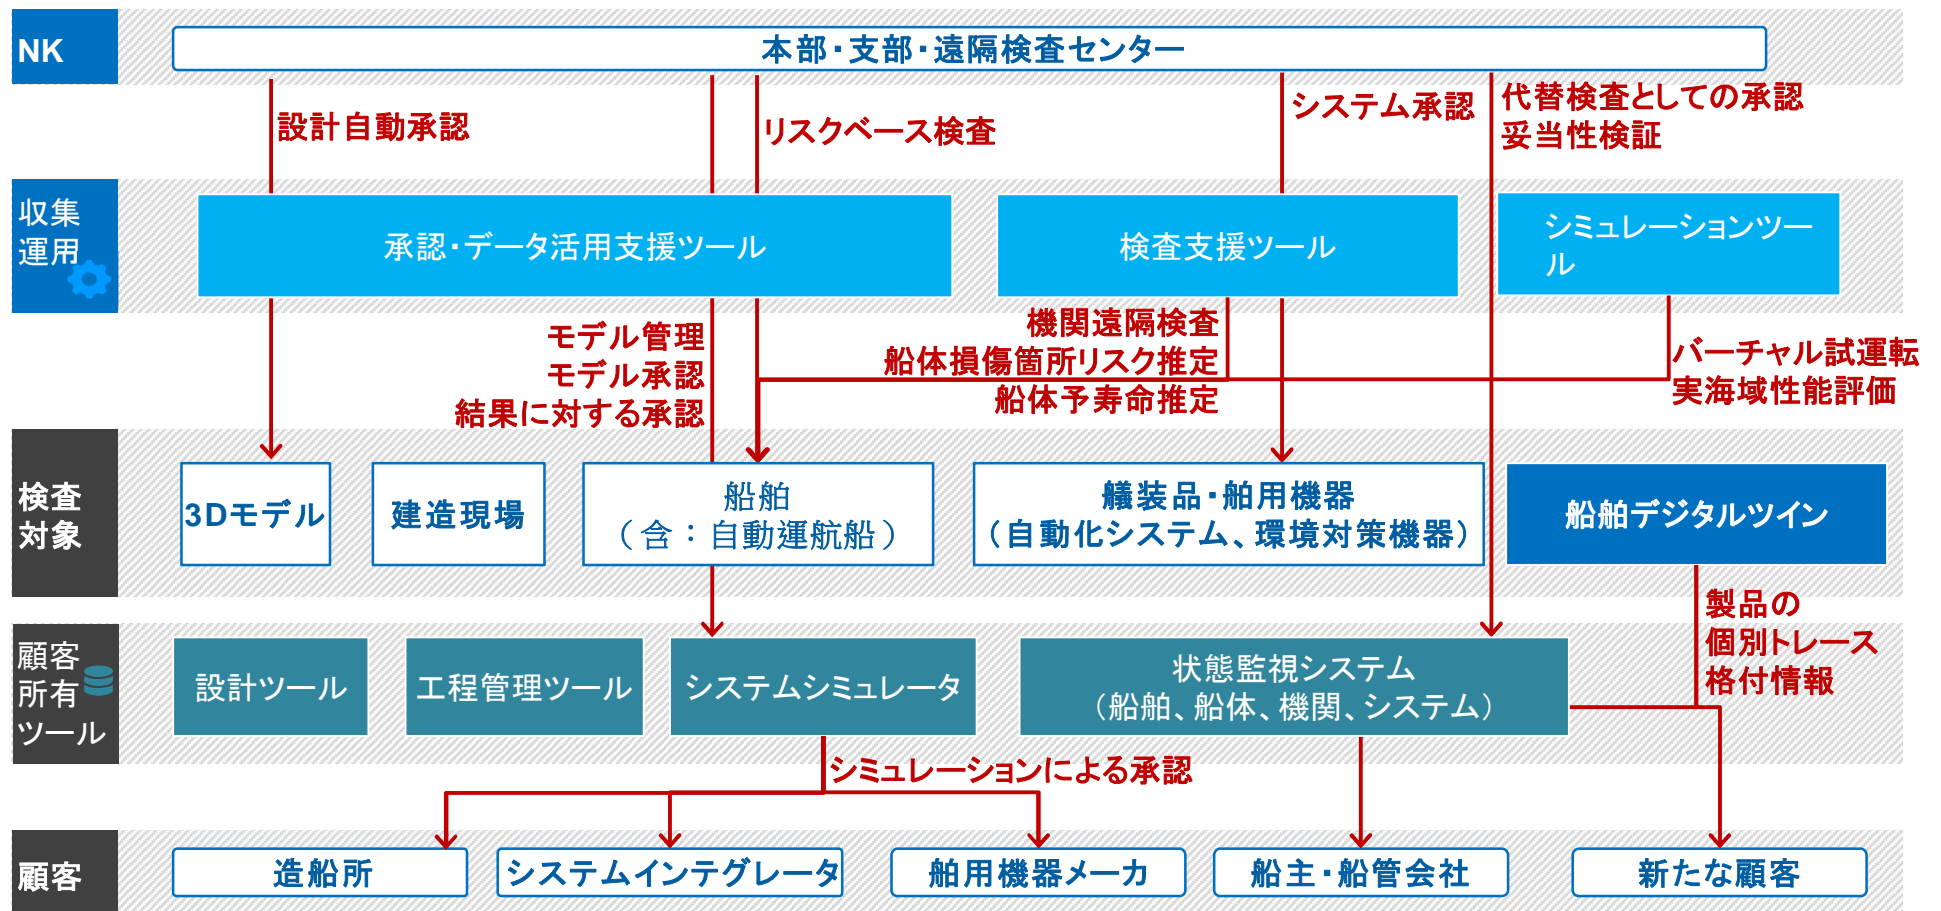 NK
本部・支部・遠隔検査センター
設計自動承認
リスクベース検査
システム承認
代替検査としての承認
妥当性検証
収集
運用
承認・データ活用支援ツール
検査支援ツール
シミュレーションツー
ル
モデル管理
モデル承認
結果に対する承認
機関遠隔検査
船体損傷箇所リスク推定
船体予寿命推定
バーチャル試運転
実海域性能評価
検査
対象
3Dモデル
建造現場
船舶
（含：自動運航船）
艤装品・舶用機器
（自動化システム、環境対策機器）
船舶デジタルツイン
製品の
個別トレース
格付情報
顧客
所有
ツール
設計ツール
工程管理ツール
システムシミュレータ
状態監視システム
（船舶、船体、機関、システム）
シミュレーションによる承認
顧客
造船所
システムインテグレータ
舶用機器メーカ
船主・船管会社
新たな顧客